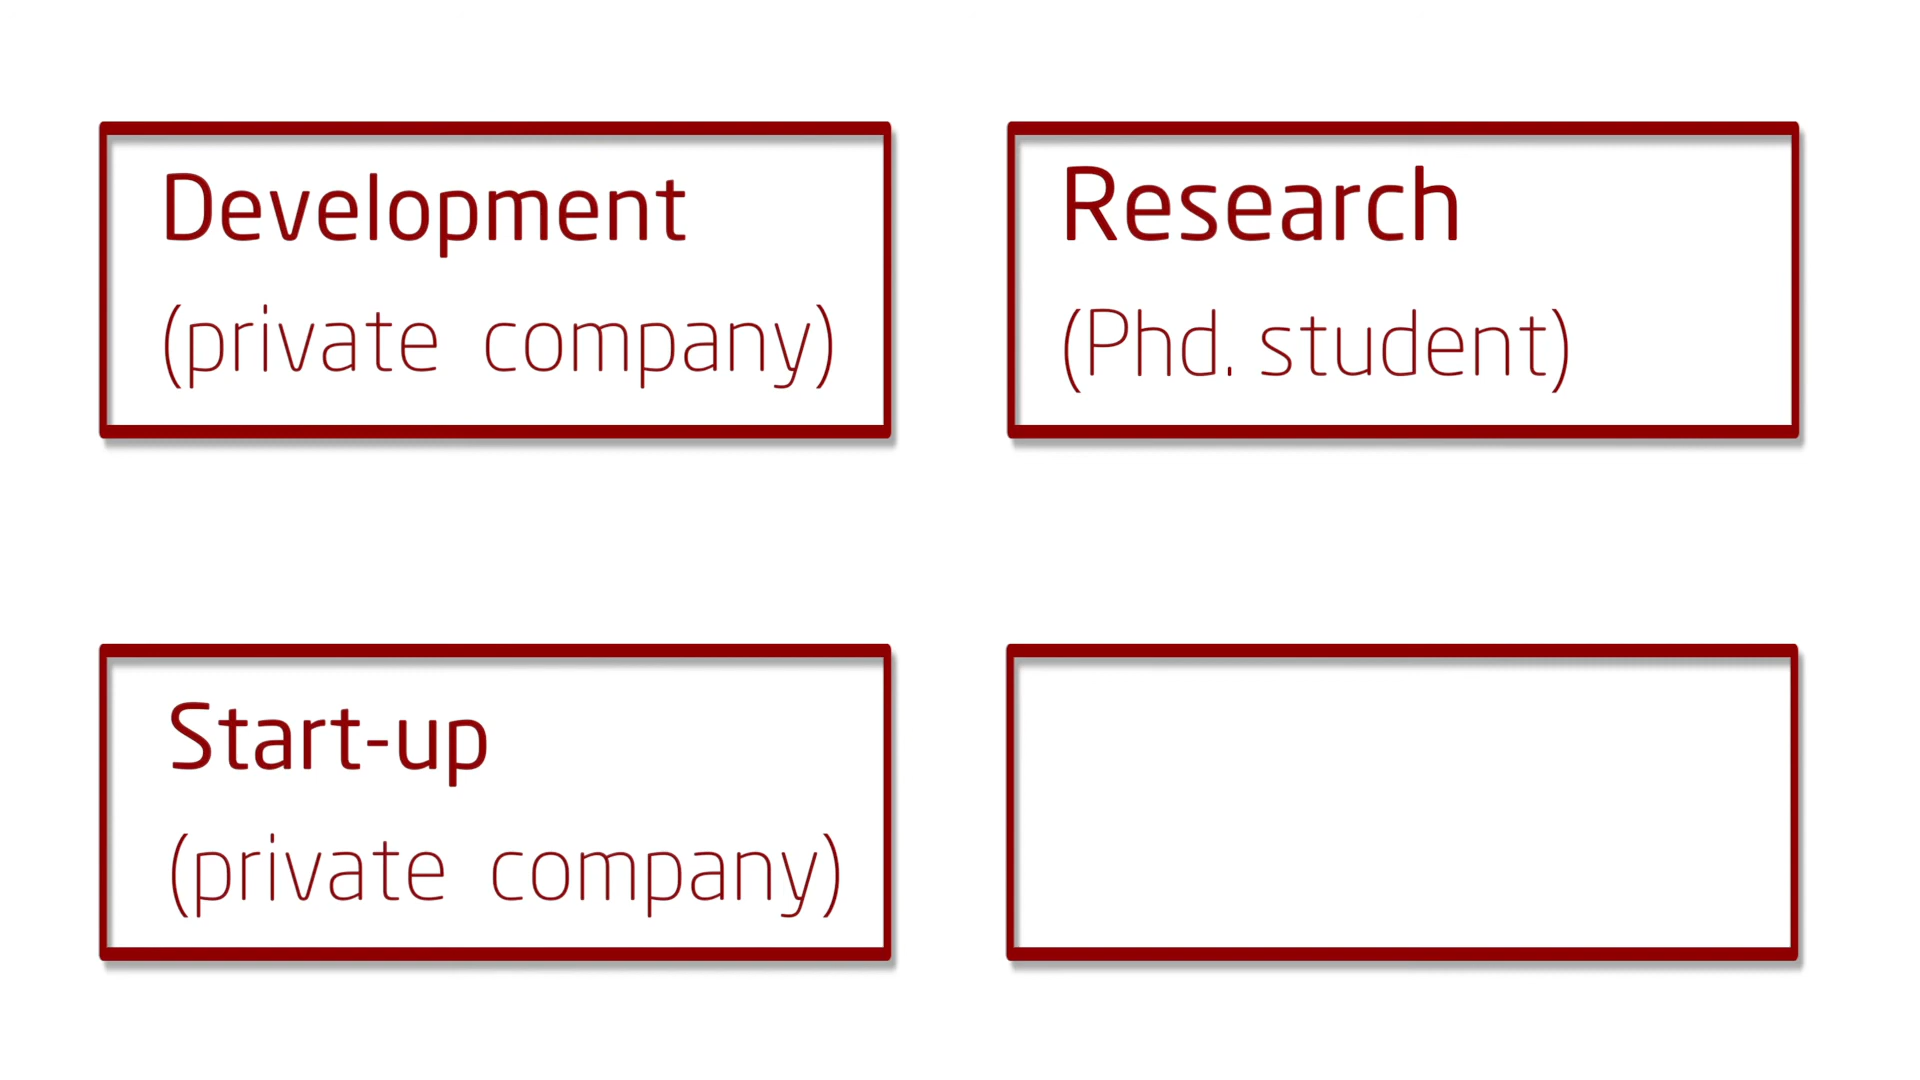 Development
(private company)
Research
(Phd. student)
Start-up
(private company)